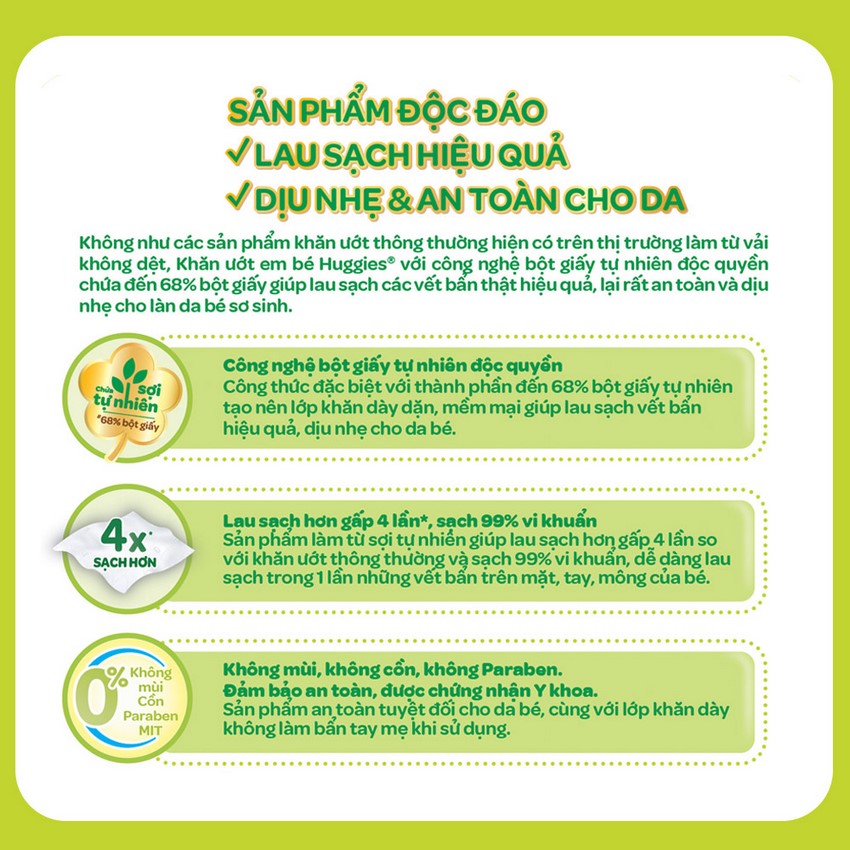 SẢN PHẨM ĐỘC ĐÁO
✓LAU SẠCH HIỆU QUẢ
✓DỊU NHẸ & AN TOÀN CHO DA
Không như các sản phẩm khăn ướt thông thường hiện có trên thị trường làm từ vải
không dệt, Khăn ướt em bé Huggies® với công nghệ bột giấy tự nhiên độc quyền
chứa đến 68% bột giấy giúp lau sạch các vết bẩn thật hiệu quả, lại rất an toàn và dịu
nhẹ cho làn da bé sơ sinh.
Chứa sợi
tự nhiên
*68% bột giấy
Công nghệ bột giấy tự nhiên độc quyền
Công thức đặc biệt với thành phần đến 68% bột giấy tự nhiên
tạo nên lớp khăn dày dặn, mềm mại giúp lau sạch vết bẩn
hiệu quả, dịu nhẹ cho da bé.
4x*
SẠCH HƠN
Lau sạch hơn gấp 4 lần*, sạch 99% vi khuẩn
Sản phẩm làm từ sợi tự nhiên giúp lau sạch hơn gấp 4 lần so
với khăn ướt thông thường và sạch 99% vi khuẩn, dễ dàng lau
sạch trong 1 lần những vết bẩn trên mặt, tay, mông của bé.
0%
Không
mùi
Cồn
Paraben
MIT
Không mùi, không cồn, không Paraben.
Đảm bảo an toàn, được chứng nhận Y khoa.
Sản phẩm an toàn tuyệt đối cho da bé, cùng với lớp khăn dày
không làm bẩn tay mẹ khi sử dụng.